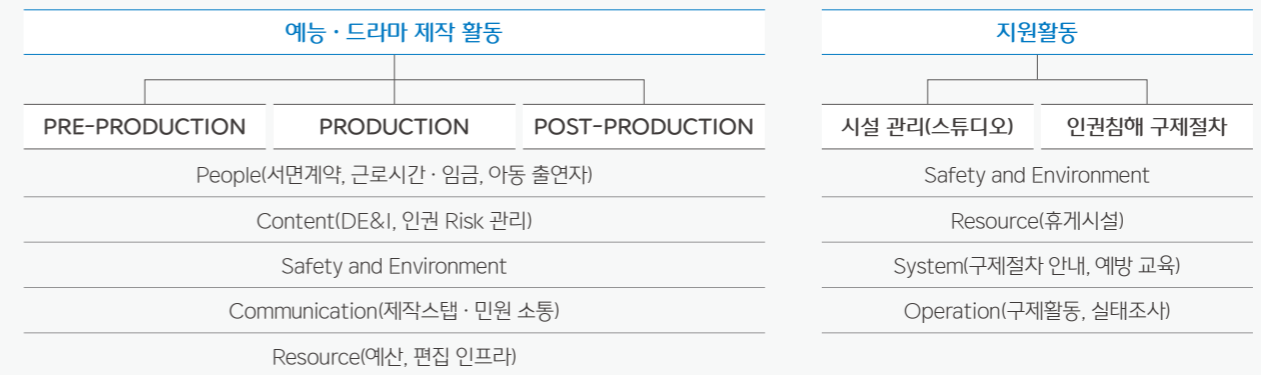 예능 · 드라마 제작 활동
PRE-PRODUCTION
PRODUCTION
POST-PRODUCTION
People(서면계약, 근로시간 · 임금, 아동 출연자)
Content(DE&I, 인권 Risk 관리)
Safety and Environment
Communication(제작스탭 · 민원 소통)
Resource(예산, 편집 인프라)
지원활동
시설 관리(스튜디오)
인권침해 구제절차
Safety and Environment
Resource(휴게시설)
System(구제절차 안내, 예방 교육)
Operation(구제활동, 실태조사)